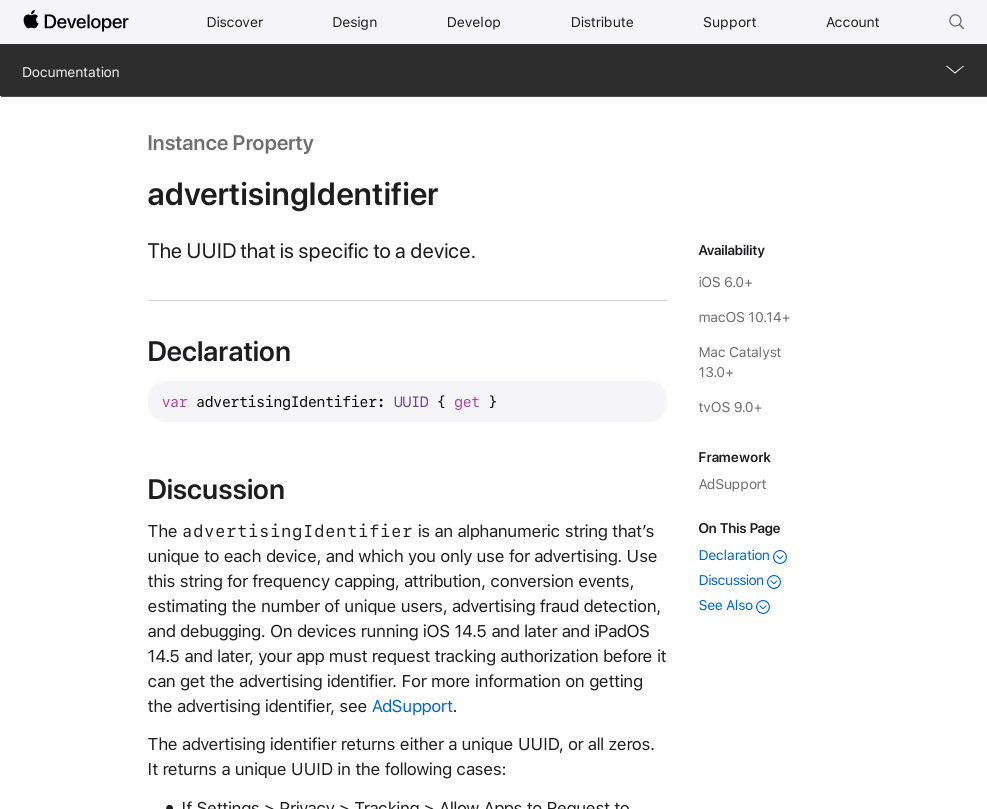 Developer
Discover
Design
Develop
Distribute
Support
Account
Documentation
Instance Property
advertisingIdentifier
The UUID that is specific to a device.
Declaration
var advertisingIdentifier: UUID { get }
Discussion
The advertisingIdentifier is an alphanumeric string that’s
unique to each device, and which you only use for advertising. Use
this string for frequency capping, attribution, conversion events,
estimating the number of unique users, advertising fraud detection,
and debugging. On devices running iOS 14.5 and later and iPadOS
14.5 and later, your app must request tracking authorization before it
can get the advertising identifier. For more information on getting
the advertising identifier, see AdSupport.
The advertising identifier returns either a unique UUID, or all zeros.
It returns a unique UUID in the following cases:
• If Settings > Privacy > Tracking > Allow Apps to Request to
Availability
iOS 6.0+
macOS 10.14+
Mac Catalyst
13.0+
tvOS 9.0+
Framework
AdSupport
On This Page
Declaration
Discussion
See Also